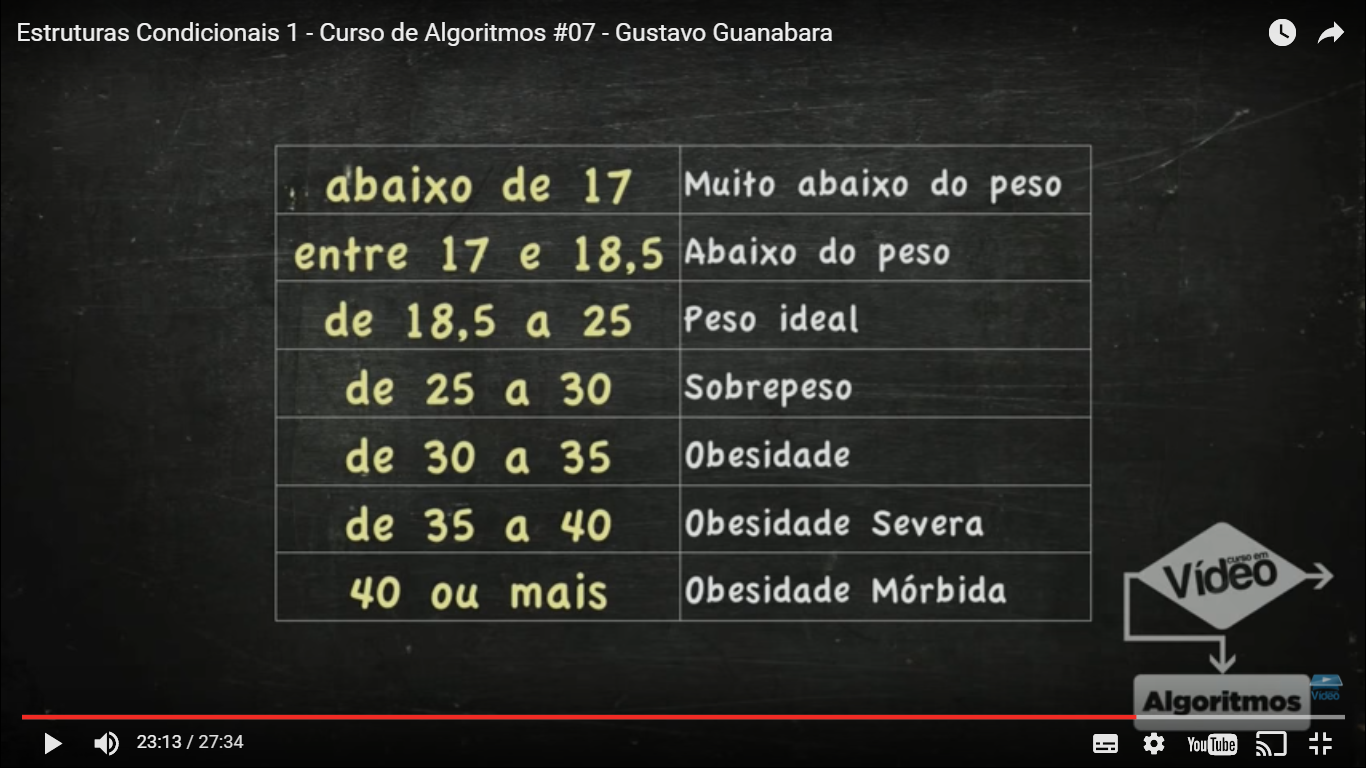 Estruturas Condicionais 1 - Curso de Algoritmos #07 - Gustavo Guanabara
abaixo de 17 Muito abaixo do peso
entre 17 e 18,5 Abaixo do peso
de 18,5 a 25 Peso ideal
de 25 a 30 Sobrepeso
de 30 a 35 Obesidade
de 35 a 40 Obesidade Severa
40 ou mais Obesidade Mórbida
curso em
Vídeo
Algoritmos
Vídeo
23:13 / 27:34
YouTube